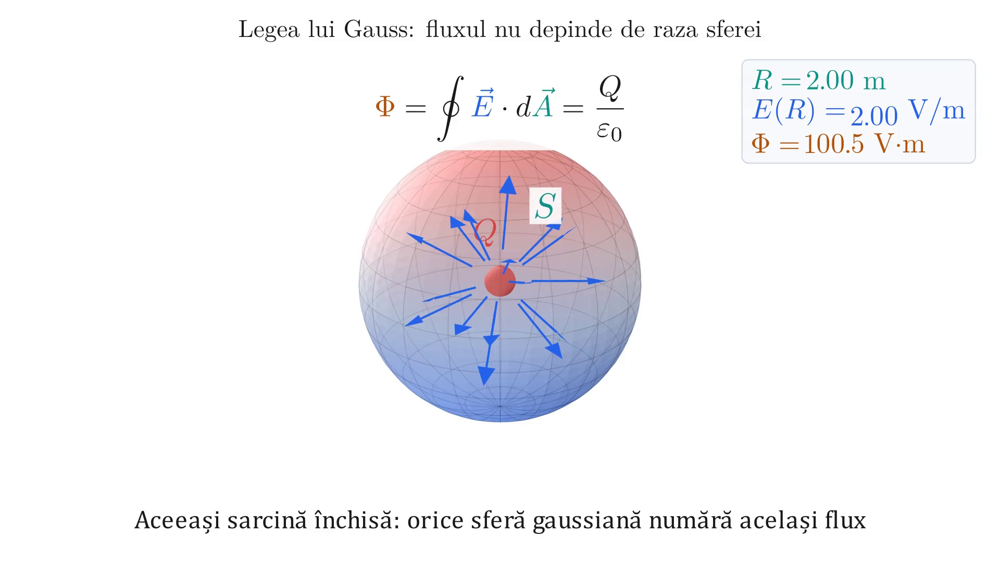 Legea lui Gauss: fluxul nu depinde de raza sferei
Φ = ∮ E⃗ · dA⃗ = Q/ε₀
R = 2.00 m
E(R) = 2.00 V/m
Φ = 100.5 V·m
S
Q
Aceeași sarcină închisă: orice sferă gaussiană numără același flux